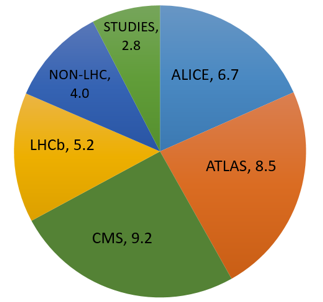 STUDIES,
2.8
ALICE, 6.7
NON-LHC,
4.0
LHCb, 5.2
ATLAS, 8.5
CMS, 9.2